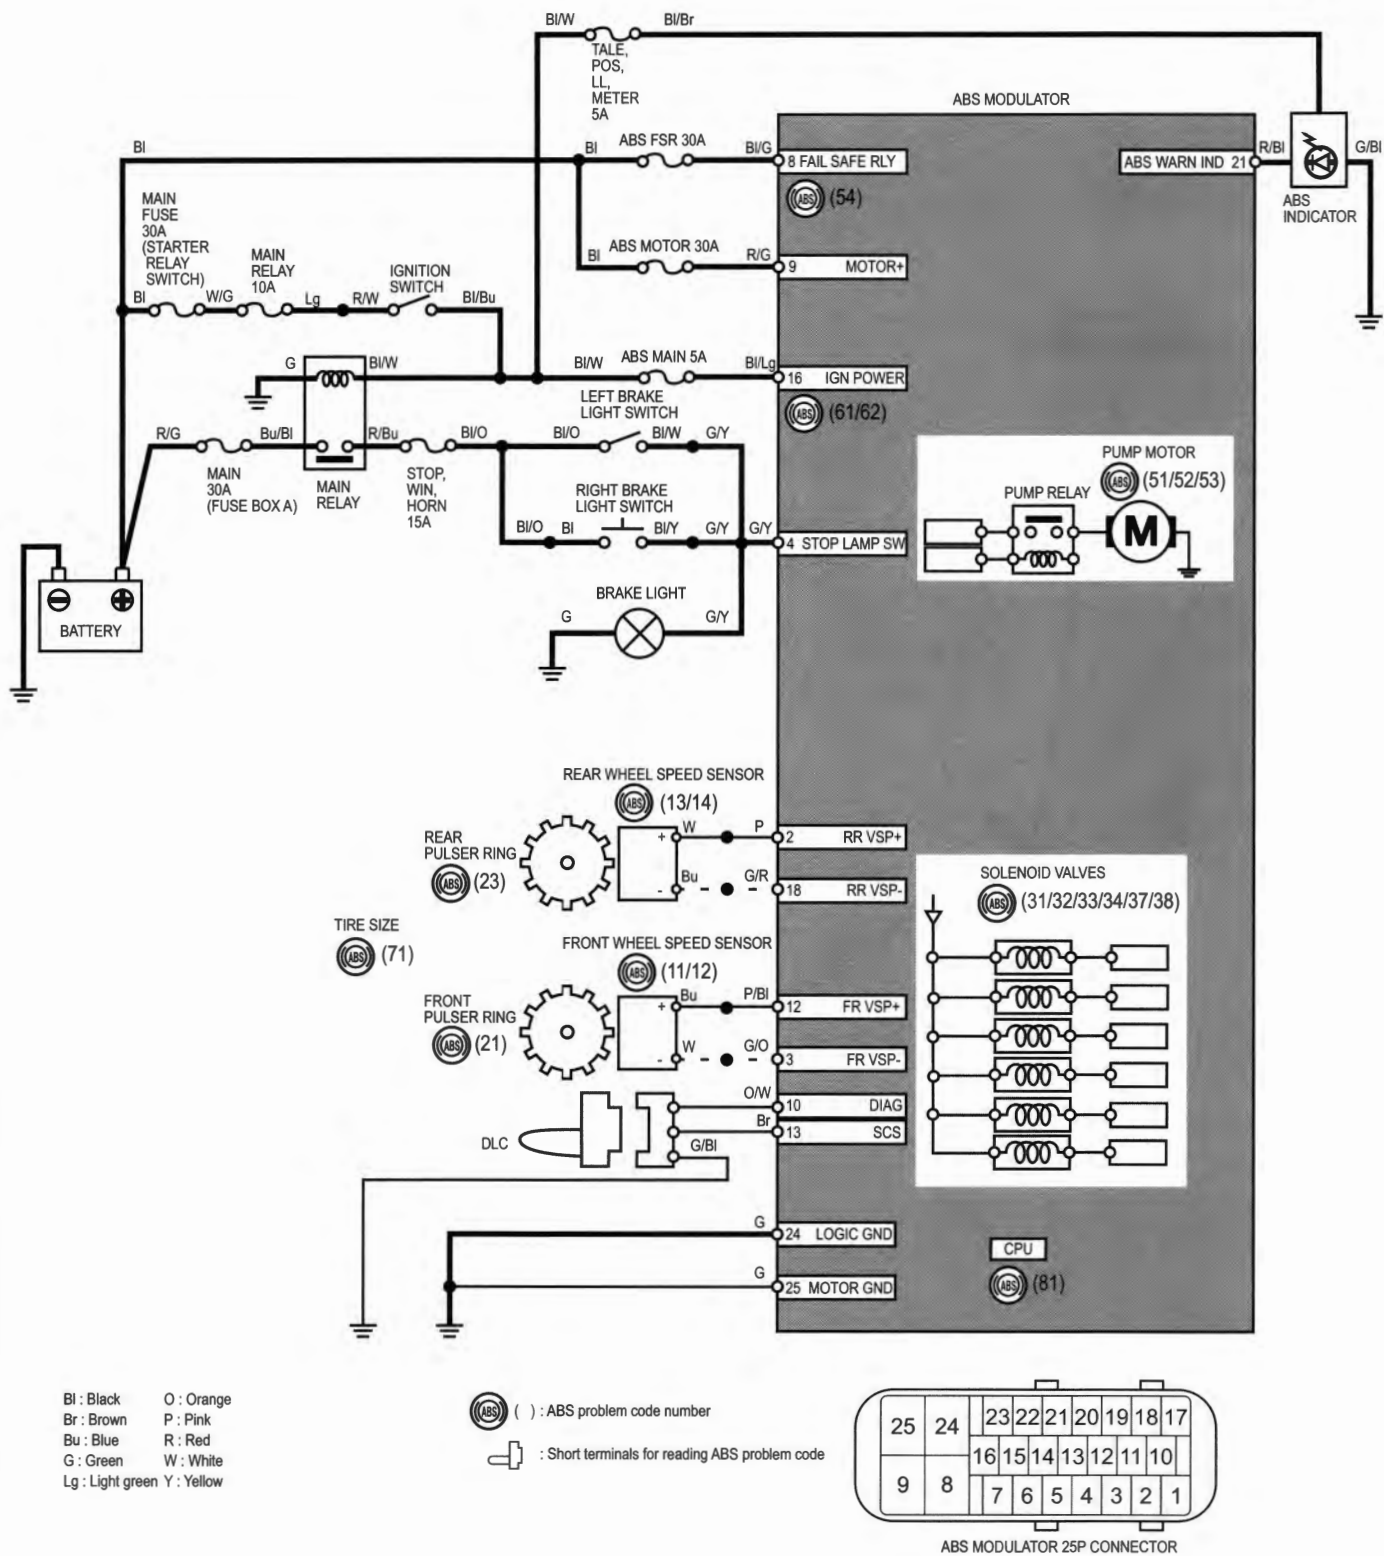 Bl/W
Bl/Br
TALE,
POS,
LL,
METER
5A
ABS MODULATOR
Bl
Bl
ABS FSR 30A
Bl/G
8 FAIL SAFE RLY
ABS WARN IND 21
R/Bl
G/Bl
ABS (54)
ABS
INDICATOR
MAIN
FUSE
30A
(STARTER
RELAY
SWITCH)
MAIN
RELAY
10A
IGNITION
SWITCH
Bl
ABS MOTOR 30A
R/G
9 MOTOR+
Bl
W/G
Lg
R/W
Bl/Bu
G
Bl/W
Bl/W
ABS MAIN 5A
Bl/Lg
16 IGN POWER
ABS (61/62)
LEFT BRAKE
LIGHT SWITCH
R/G
Bu/Bl
R/Bu
Bl/O
Bl/O
Bl/W
G/Y
MAIN
30A
(FUSE BOX A)
MAIN
RELAY
STOP,
WIN,
HORN
15A
RIGHT BRAKE
LIGHT SWITCH
Bl/O
Bl
Bl/Y
G/Y
G/Y
4 STOP LAMP SW
PUMP MOTOR
ABS (51/52/53)
PUMP RELAY
M
BATTERY
BRAKE LIGHT
G
G/Y
REAR WHEEL SPEED SENSOR
ABS (13/14)
REAR
PULSER RING
ABS (23)
+
W
P
2 RR VSP+
-
Bu
G/R
18 RR VSP-
SOLENOID VALVES
ABS (31/32/33/34/37/38)
TIRE SIZE
ABS (71)
FRONT WHEEL SPEED SENSOR
ABS (11/12)
FRONT
PULSER RING
ABS (21)
+
Bu
P/Bl
12 FR VSP+
-
W
G/O
3 FR VSP-
DLC
O/W
10 DIAG
Br
13 SCS
G/Bl
G
24 LOGIC GND
G
25 MOTOR GND
CPU
ABS (81)
Bl : Black O : Orange
Br : Brown P : Pink
Bu : Blue R : Red
G : Green W : White
Lg : Light green Y : Yellow
ABS ( ) : ABS problem code number
: Short terminals for reading ABS problem code
25 24 23 22 21 20 19 18 17
16 15 14 13 12 11 10
9 8 7 6 5 4 3 2 1
ABS MODULATOR 25P CONNECTOR